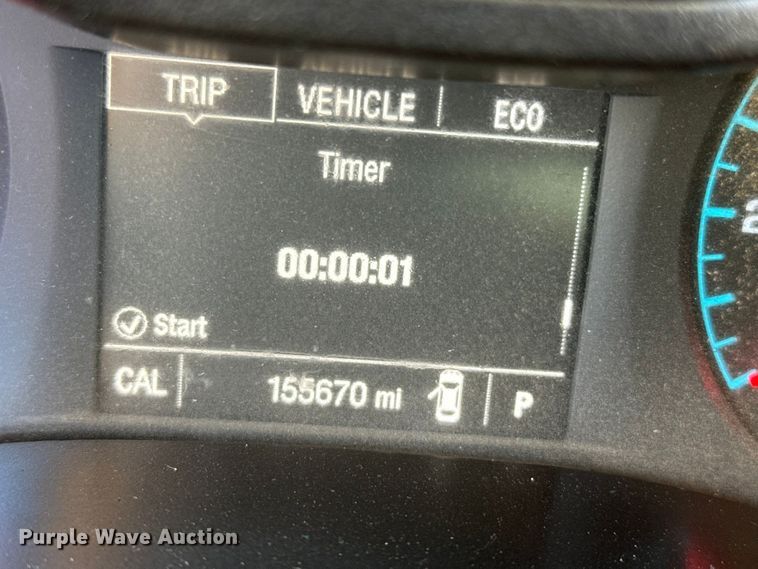 TRIP VEHICLE ECO
Timer
00:00:01
Start
CAL 155670 mi P
Purple Wave Auction®